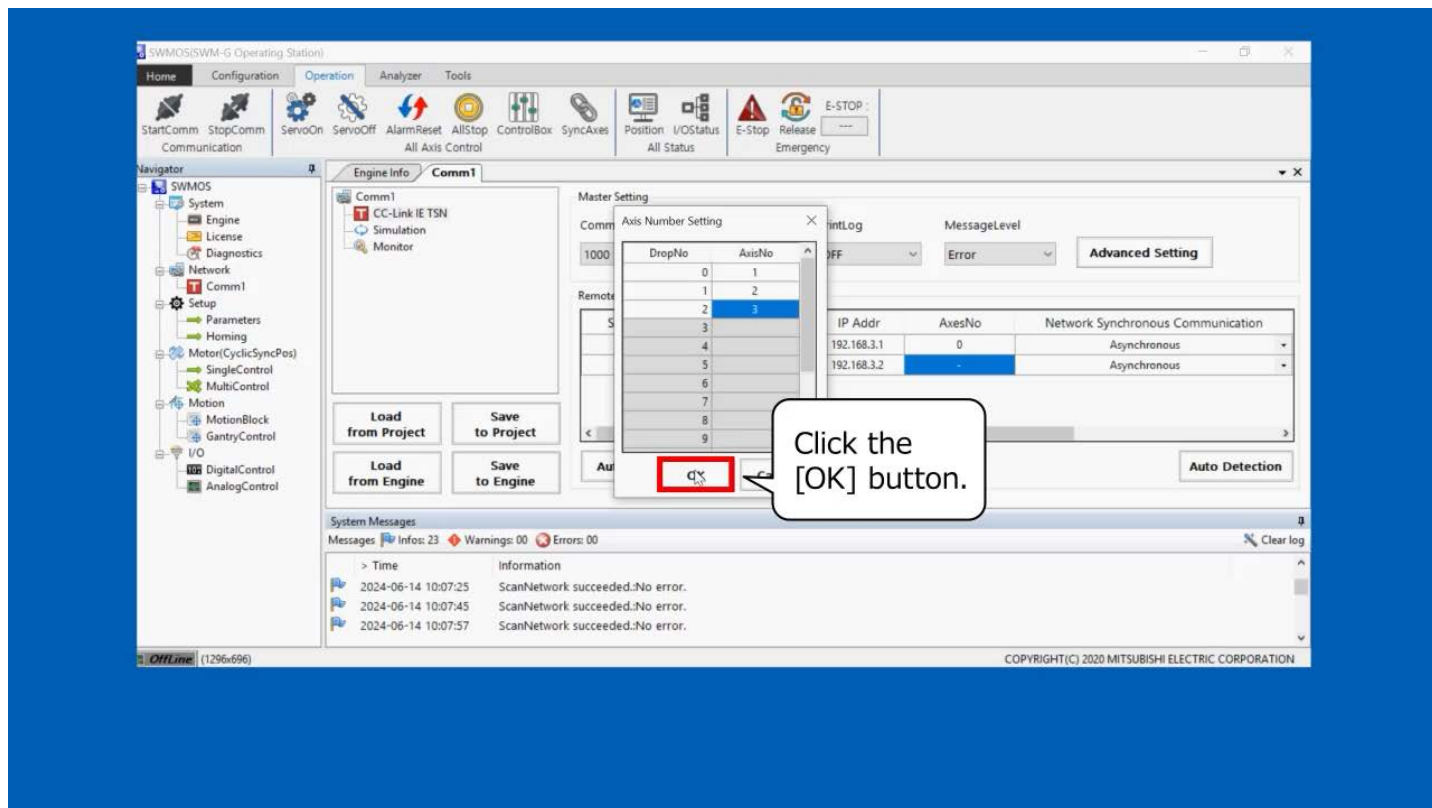 SWMOS(SWM-G Operating Station)
Home Configuration Operation Analyzer Tools
StartComm StopComm ServoOn ServoOff AlarmReset AllStop ControlBox SyncAxes Position I/OStatus E-Stop Release E-STOP : ---
Communication All Axis Control All Status Emergency
Navigator
SWMOS
System
Engine
License
Diagnostics
Network
Comm1
Setup
Parameters
Homing
Motor(CyclicSyncPos)
SingleControl
MultiControl
Motion
MotionBlock
GantryControl
I/O
DigitalControl
AnalogControl
Engine Info Comm1
Comm1
CC-Link IE TSN
Simulation
Monitor
Load from Project
Save to Project
Load from Engine
Save to Engine
Master Setting
MessageLevel
1000
Error
Advanced Setting
Axis Number Setting
DropNo AxisNo
0 1
1 2
2 3
3
4
5
6
7
8
9
IP Addr AxesNo Network Synchronous Communication
192.168.3.1 0 Asynchronous
192.168.3.2 - Asynchronous
Auto Detection
Click the
[OK] button.
System Messages
Messages Infos: 23 Warnings: 00 Errors: 00 Clear log
> Time Information
2024-06-14 10:07:25 ScanNetwork succeeded.:No error.
2024-06-14 10:07:45 ScanNetwork succeeded.:No error.
2024-06-14 10:07:57 ScanNetwork succeeded.:No error.
OffLine (1296x696) COPYRIGHT(C) 2020 MITSUBISHI ELECTRIC CORPORATION